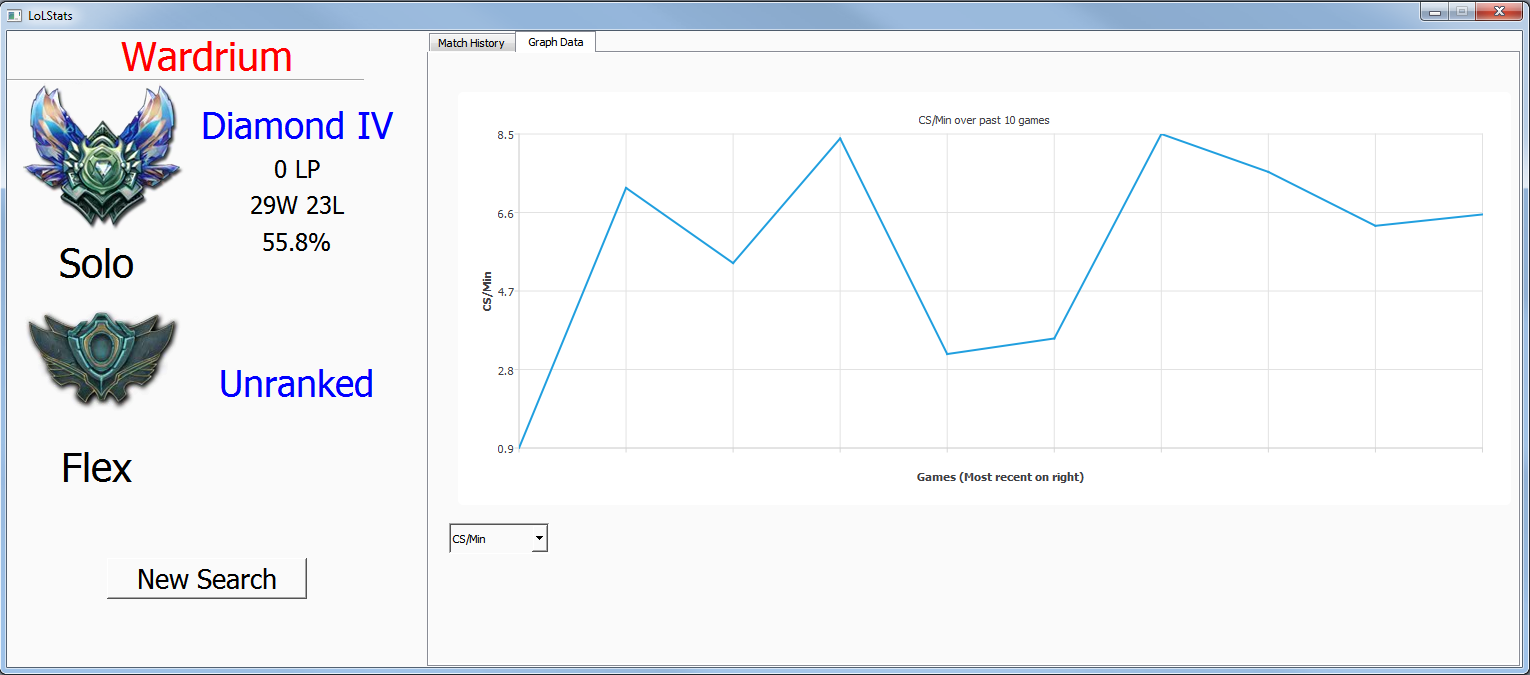 LoLStats
Wardrium
Diamond IV
0 LP
29W 23L
55.8%
Solo
Unranked
Flex
New Search
Match History
Graph Data
CS/Min over past 10 games
8.5
6.6
4.7
2.8
0.9
CS/Min
Games (Most recent on right)
CS/Min